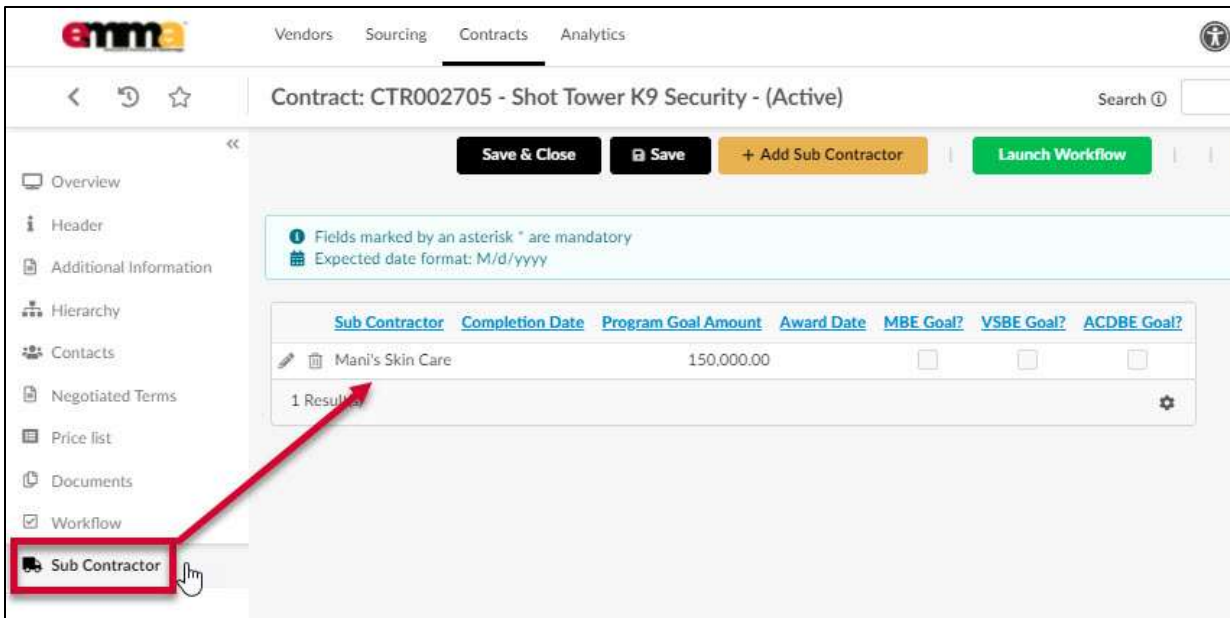 emma
Vendors Sourcing Contracts Analytics
Contract: CTR002705 - Shot Tower K9 Security - (Active)
Search
Save & Close
Save
+ Add Sub Contractor
Launch Workflow
Overview
Header
Additional Information
Hierarchy
Contacts
Negotiated Terms
Price list
Documents
Workflow
Sub Contractor
Fields marked by an asterisk * are mandatory
Expected date format: M/d/yyyy
Sub Contractor Completion Date Program Goal Amount Award Date MBE Goal? VSBE Goal? ACDBE Goal?
Mani's Skin Care 150,000.00
1